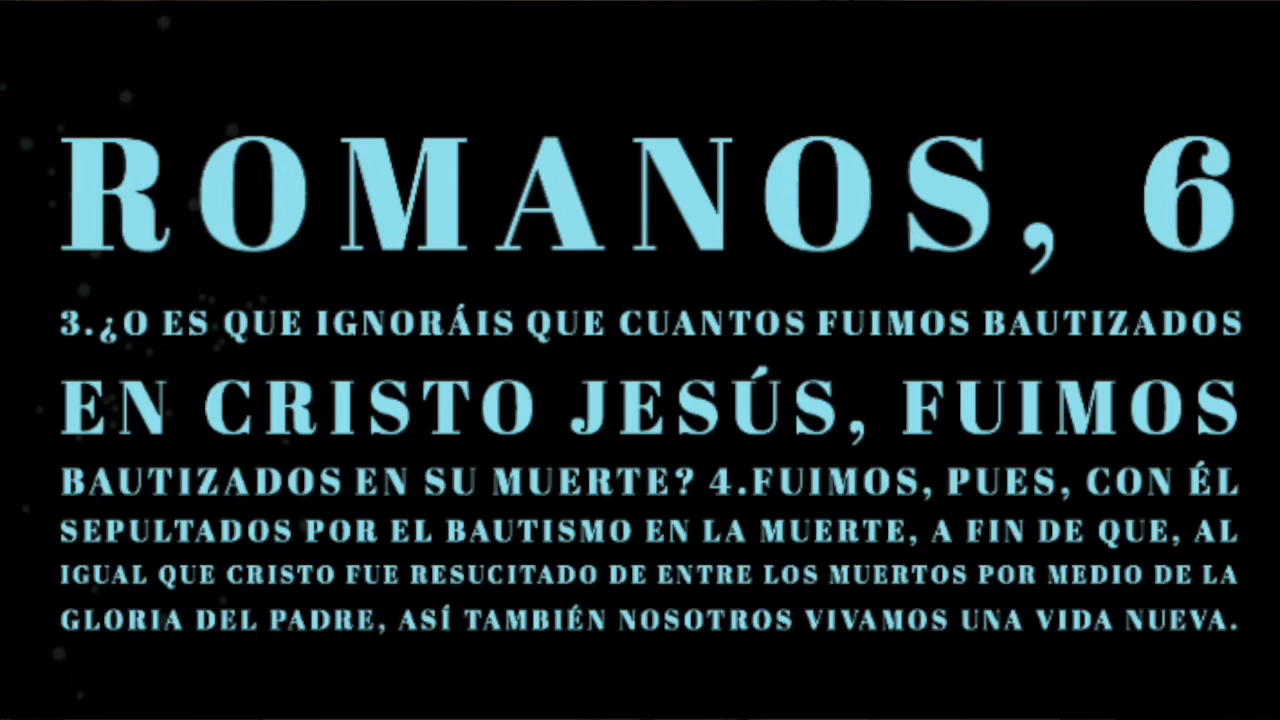 ROMANOS, 6
3.¿O ES QUE IGNORÁIS QUE CUANTOS FUIMOS BAUTIZADOS
EN CRISTO JESÚS, FUIMOS
BAUTIZADOS EN SU MUERTE? 4.FUIMOS, PUES, CON ÉL
SEPULTADOS POR EL BAUTISMO EN LA MUERTE, A FIN DE QUE, AL
IGUAL QUE CRISTO FUE RESUCITADO DE ENTRE LOS MUERTOS POR MEDIO DE LA
GLORIA DEL PADRE, ASÍ TAMBIÉN NOSOTROS VIVAMOS UNA VIDA NUEVA.